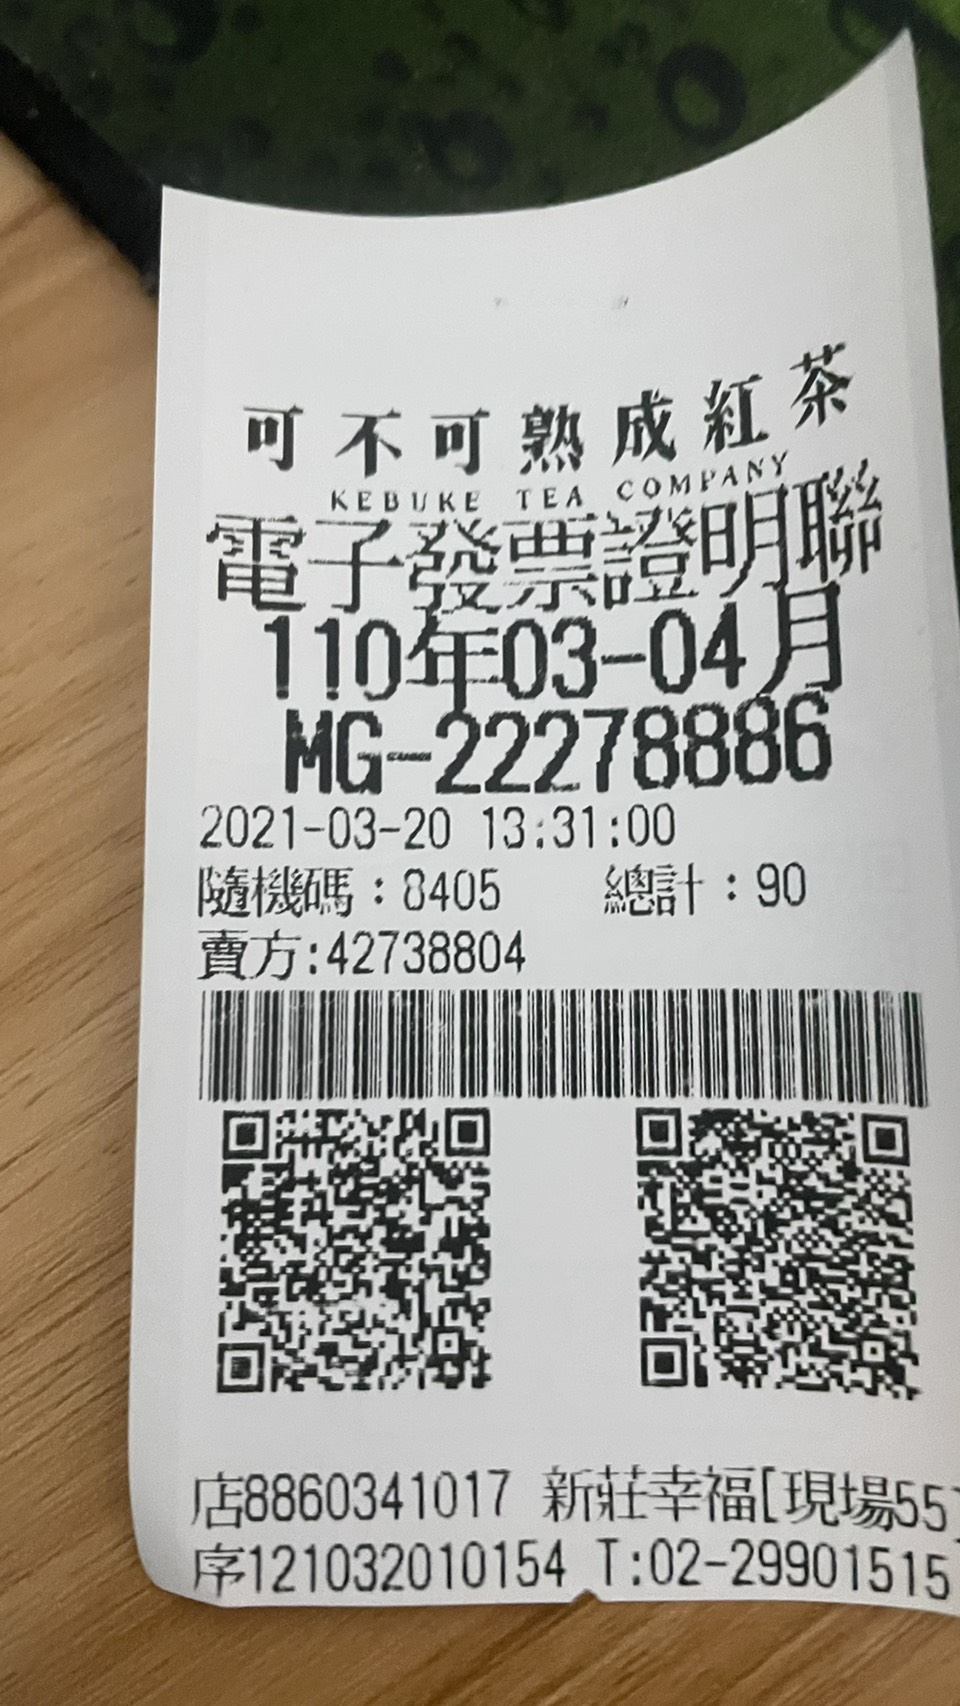 可不可熟成紅茶
KEBUKE TEA COMPANY
電子發票證明聯
110年03-04月
MG-22278886
2021-03-20 13:31:00
隨機碼：8405 總計：90
賣方:42738804
店8860341017 新莊幸福[現場55]
序121032010154 T:02-29901515